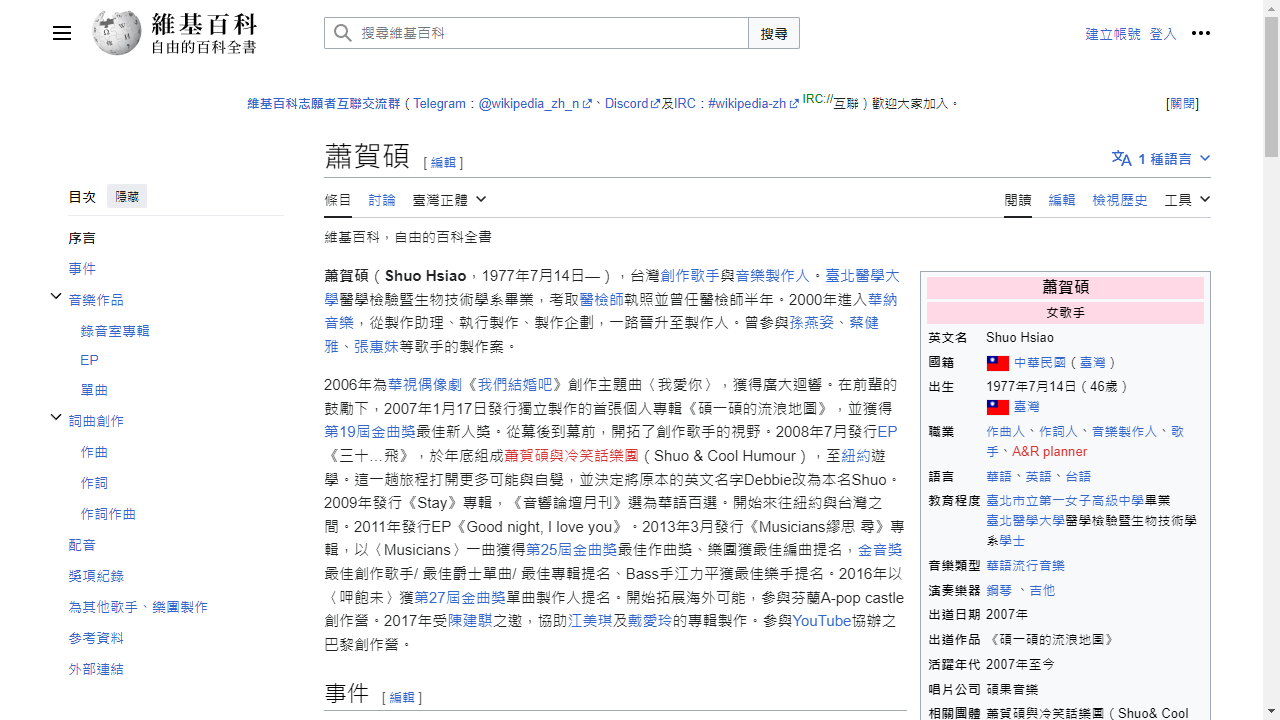 維基百科
自由的百科全書
搜尋維基百科
搜尋
建立帳號 登入
維基百科志願者互聯交流群（Telegram：@wikipedia_zh_n、Discord及IRC：#wikipedia-zh IRC://互聯）歡迎大家加入。
[關閉]
蕭賀碩 [ 編輯 ]
1 種語言
目次 隱藏
條目 討論 臺灣正體
閱讀 編輯 檢視歷史 工具
序言
事件
音樂作品
錄音室專輯
EP
單曲
詞曲創作
作曲
作詞
作詞作曲
配音
獎項紀錄
為其他歌手、樂團製作
參考資料
外部連結
維基百科，自由的百科全書
蕭賀碩（Shuo Hsiao，1977年7月14日—），台灣創作歌手與音樂製作人。臺北醫學大
學醫學檢驗暨生物技術學系畢業，考取醫檢師執照並曾任醫檢師半年。2000年進入華納
音樂，從製作助理、執行製作、製作企劃，一路晉升至製作人。曾參與孫燕姿、蔡健
雅、張惠妹等歌手的製作案。
2006年為華視偶像劇《我們結婚吧》創作主題曲〈我愛你〉，獲得廣大迴響。在前輩的
鼓勵下，2007年1月17日發行獨立製作的首張個人專輯《碩一碩的流浪地圖》，並獲得
第19屆金曲獎最佳新人獎。從幕後到幕前，開拓了創作歌手的視野。2008年7月發行EP
《三十…飛》，於年底組成蕭賀碩與冷笑話樂團（Shuo & Cool Humour），至紐約遊
學。這一趟旅程打開更多可能與自覺，並決定將原本的英文名字Debbie改為本名Shuo。
2009年發行《Stay》專輯，《音響論壇月刊》選為華語百選。開始來往紐約與台灣之
間。2011年發行EP《Good night, I love you》。2013年3月發行《Musicians繆思 尋》專
輯，以〈Musicians〉一曲獲得第25屆金曲獎最佳作曲獎、樂團獲最佳編曲提名，金音獎
最佳創作歌手/ 最佳爵士單曲/ 最佳專輯提名、Bass手江力平獲最佳樂手提名。2016年以
〈呷飽未〉獲第27屆金曲獎單曲製作人提名。開始拓展海外可能，參與芬蘭A-pop castle
創作營。2017年受陳建騏之邀，協助江美琪及戴愛玲的專輯製作。參與YouTube協辦之
巴黎創作營。
事件 [ 編輯 ]
蕭賀碩
女歌手
英文名 Shuo Hsiao
國籍 中華民國（臺灣）
出生 1977年7月14日（46歲）
臺灣
職業 作曲人、作詞人、音樂製作人、歌
手、A&R planner
語言 華語、英語、台語
教育程度 臺北市立第一女子高級中學畢業
臺北醫學大學醫學檢驗暨生物技術學
系學士
音樂類型 華語流行音樂
演奏樂器 鋼琴 、吉他
出道日期 2007年
出道作品 《碩一碩的流浪地圖》
活躍年代 2007年至今
唱片公司 碩果音樂
相關團體 蕭賀碩與冷笑話樂團（Shuo& Cool